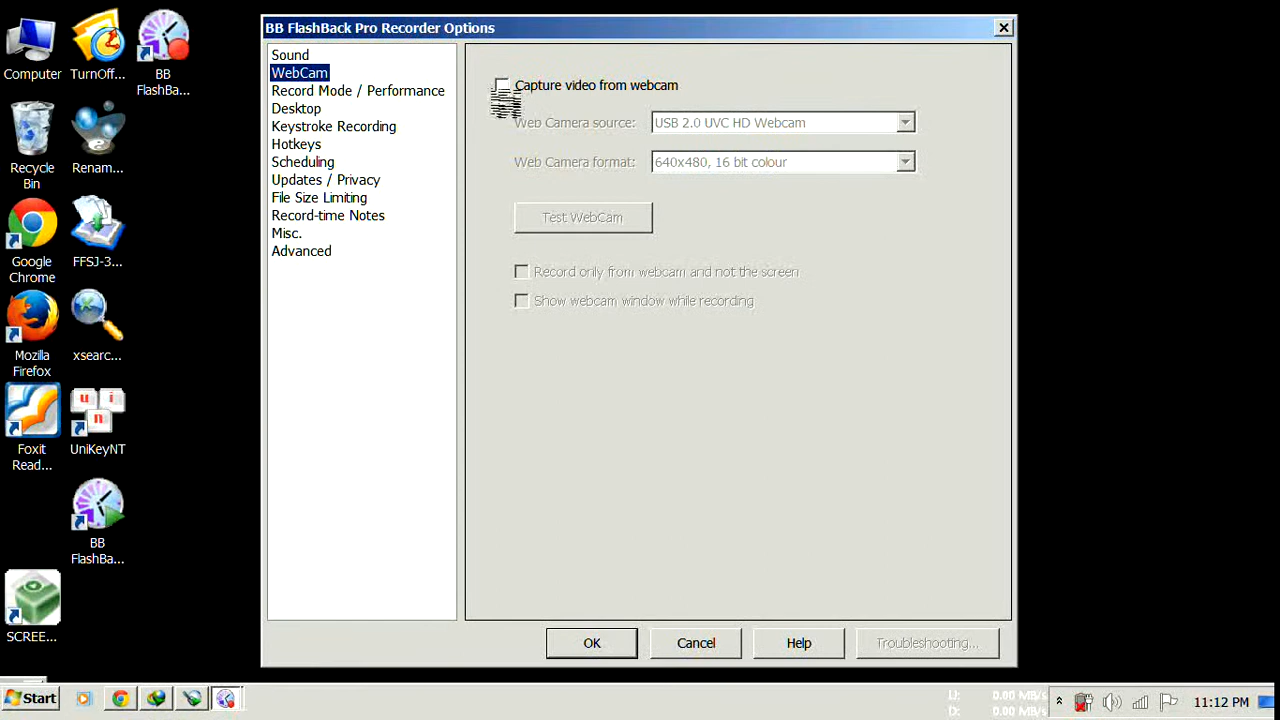 BB FlashBack Pro Recorder Options
Sound
WebCam
Record Mode / Performance
Desktop
Keystroke Recording
Hotkeys
Scheduling
Updates / Privacy
File Size Limiting
Record-time Notes
Misc.
Advanced
Capture video from webcam
Web Camera source: USB 2.0 UVC HD Webcam
Web Camera format: 640x480, 16 bit colour
Test WebCam
Record only from webcam and not the screen
Show webcam window while recording
OK
Cancel
Help
Troubleshooting...
Computer
TurnOff...
BB
FlashBa...
Recycle
Bin
Renam...
Google
Chrome
FFSJ-3...
Mozilla
Firefox
xsearc...
Foxit
Read...
UniKeyNT
BB
FlashBa...
SCREE...
Start
U: 0.00 MB/s
D: 0.00 MB/s
11:12 PM